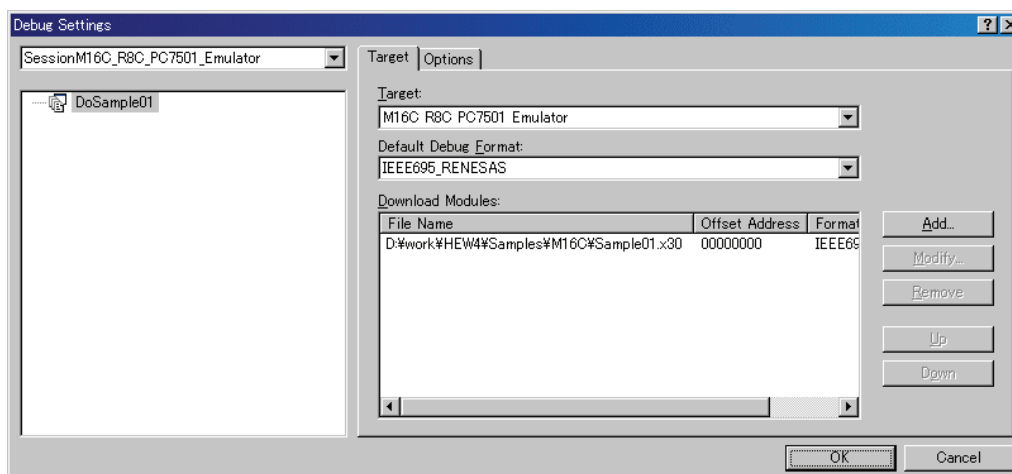 Debug Settings
SessionM16C_R8C_PC7501_Emulator
DoSample01
Target
Options
Target:
M16C R8C PC7501 Emulator
Default Debug Format:
IEEE695_RENESAS
Download Modules:
File Name Offset Address Format
D:¥work¥HEW4¥Samples¥M16C¥Sample01.x30 00000000 IEEE69
Add...
Modify...
Remove
Up
Down
OK
Cancel